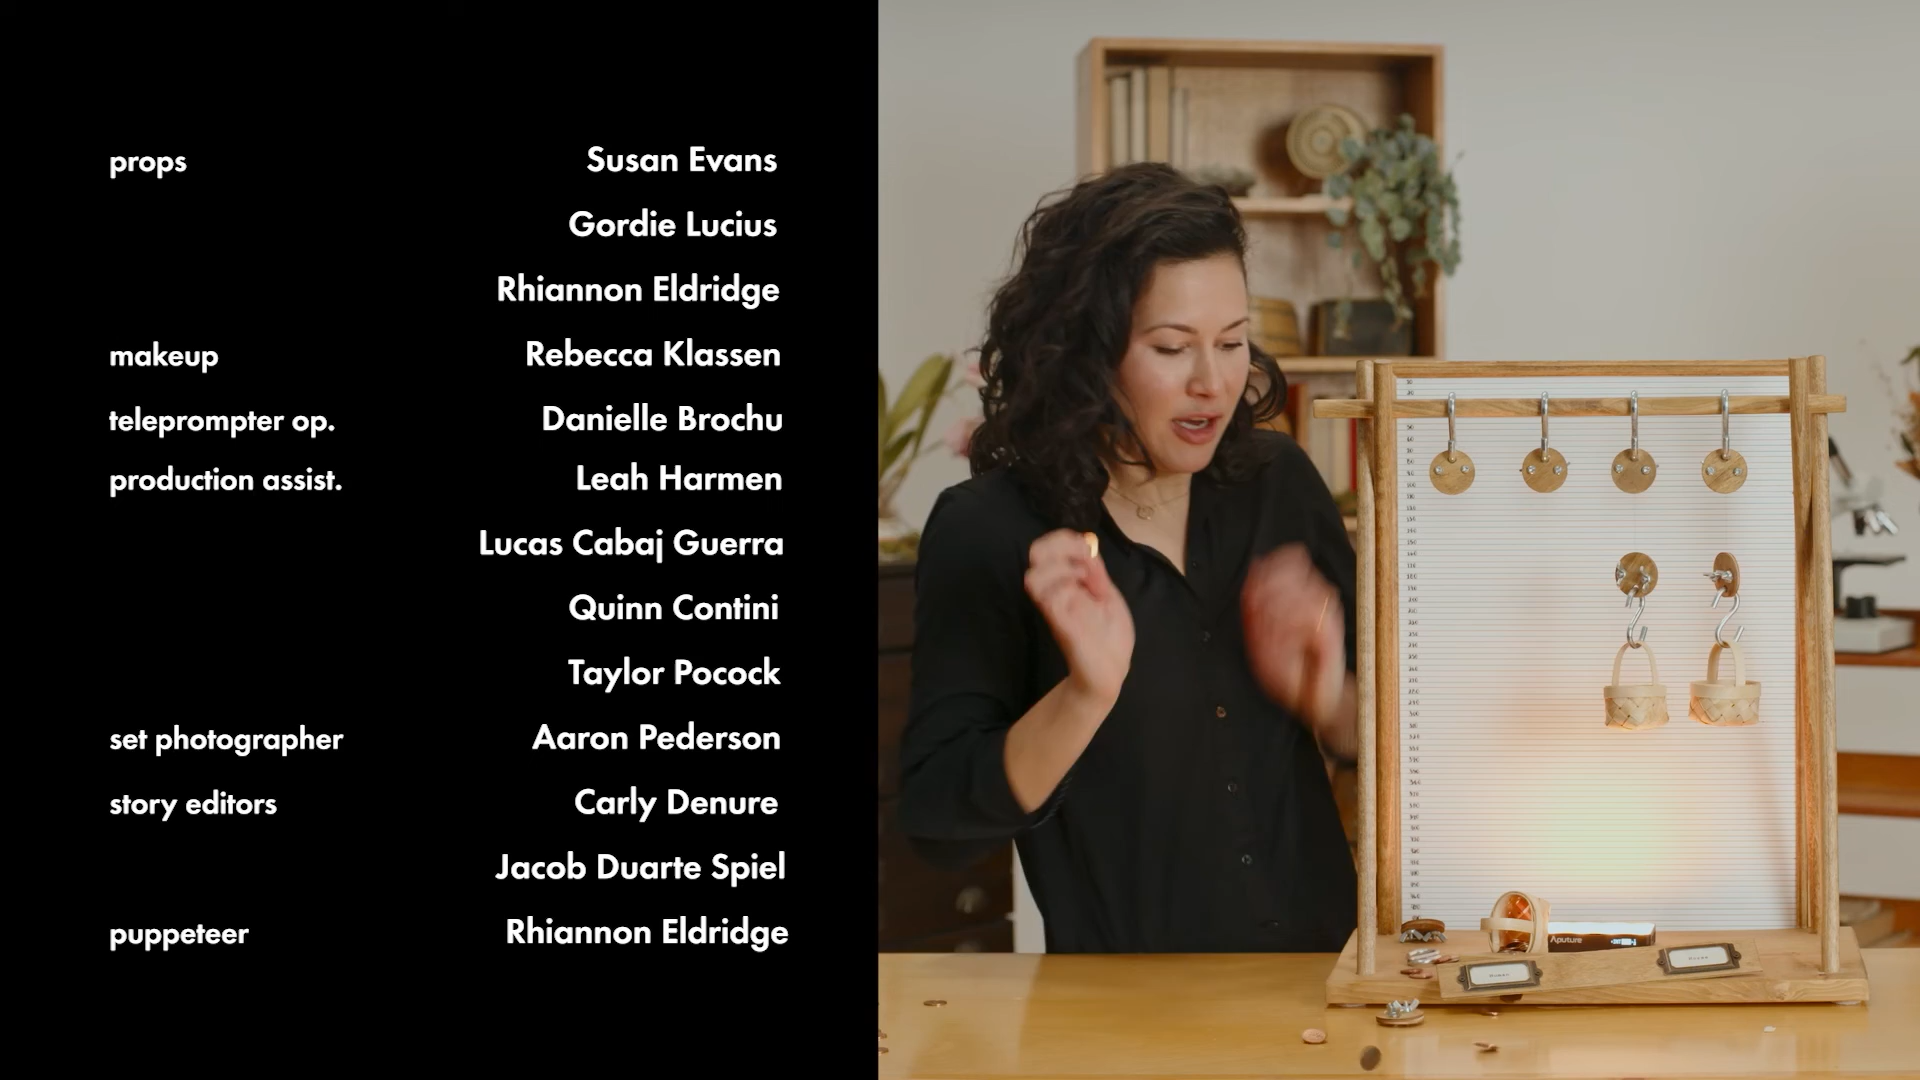 props Susan Evans
Gordie Lucius
Rhiannon Eldridge
makeup Rebecca Klassen
teleprompter op. Danielle Brochu
production assist. Leah Harmen
Lucas Cabaj Guerra
Quinn Contini
Taylor Pocock
set photographer Aaron Pederson
story editors Carly Denure
Jacob Duarte Spiel
puppeteer Rhiannon Eldridge
Aputure